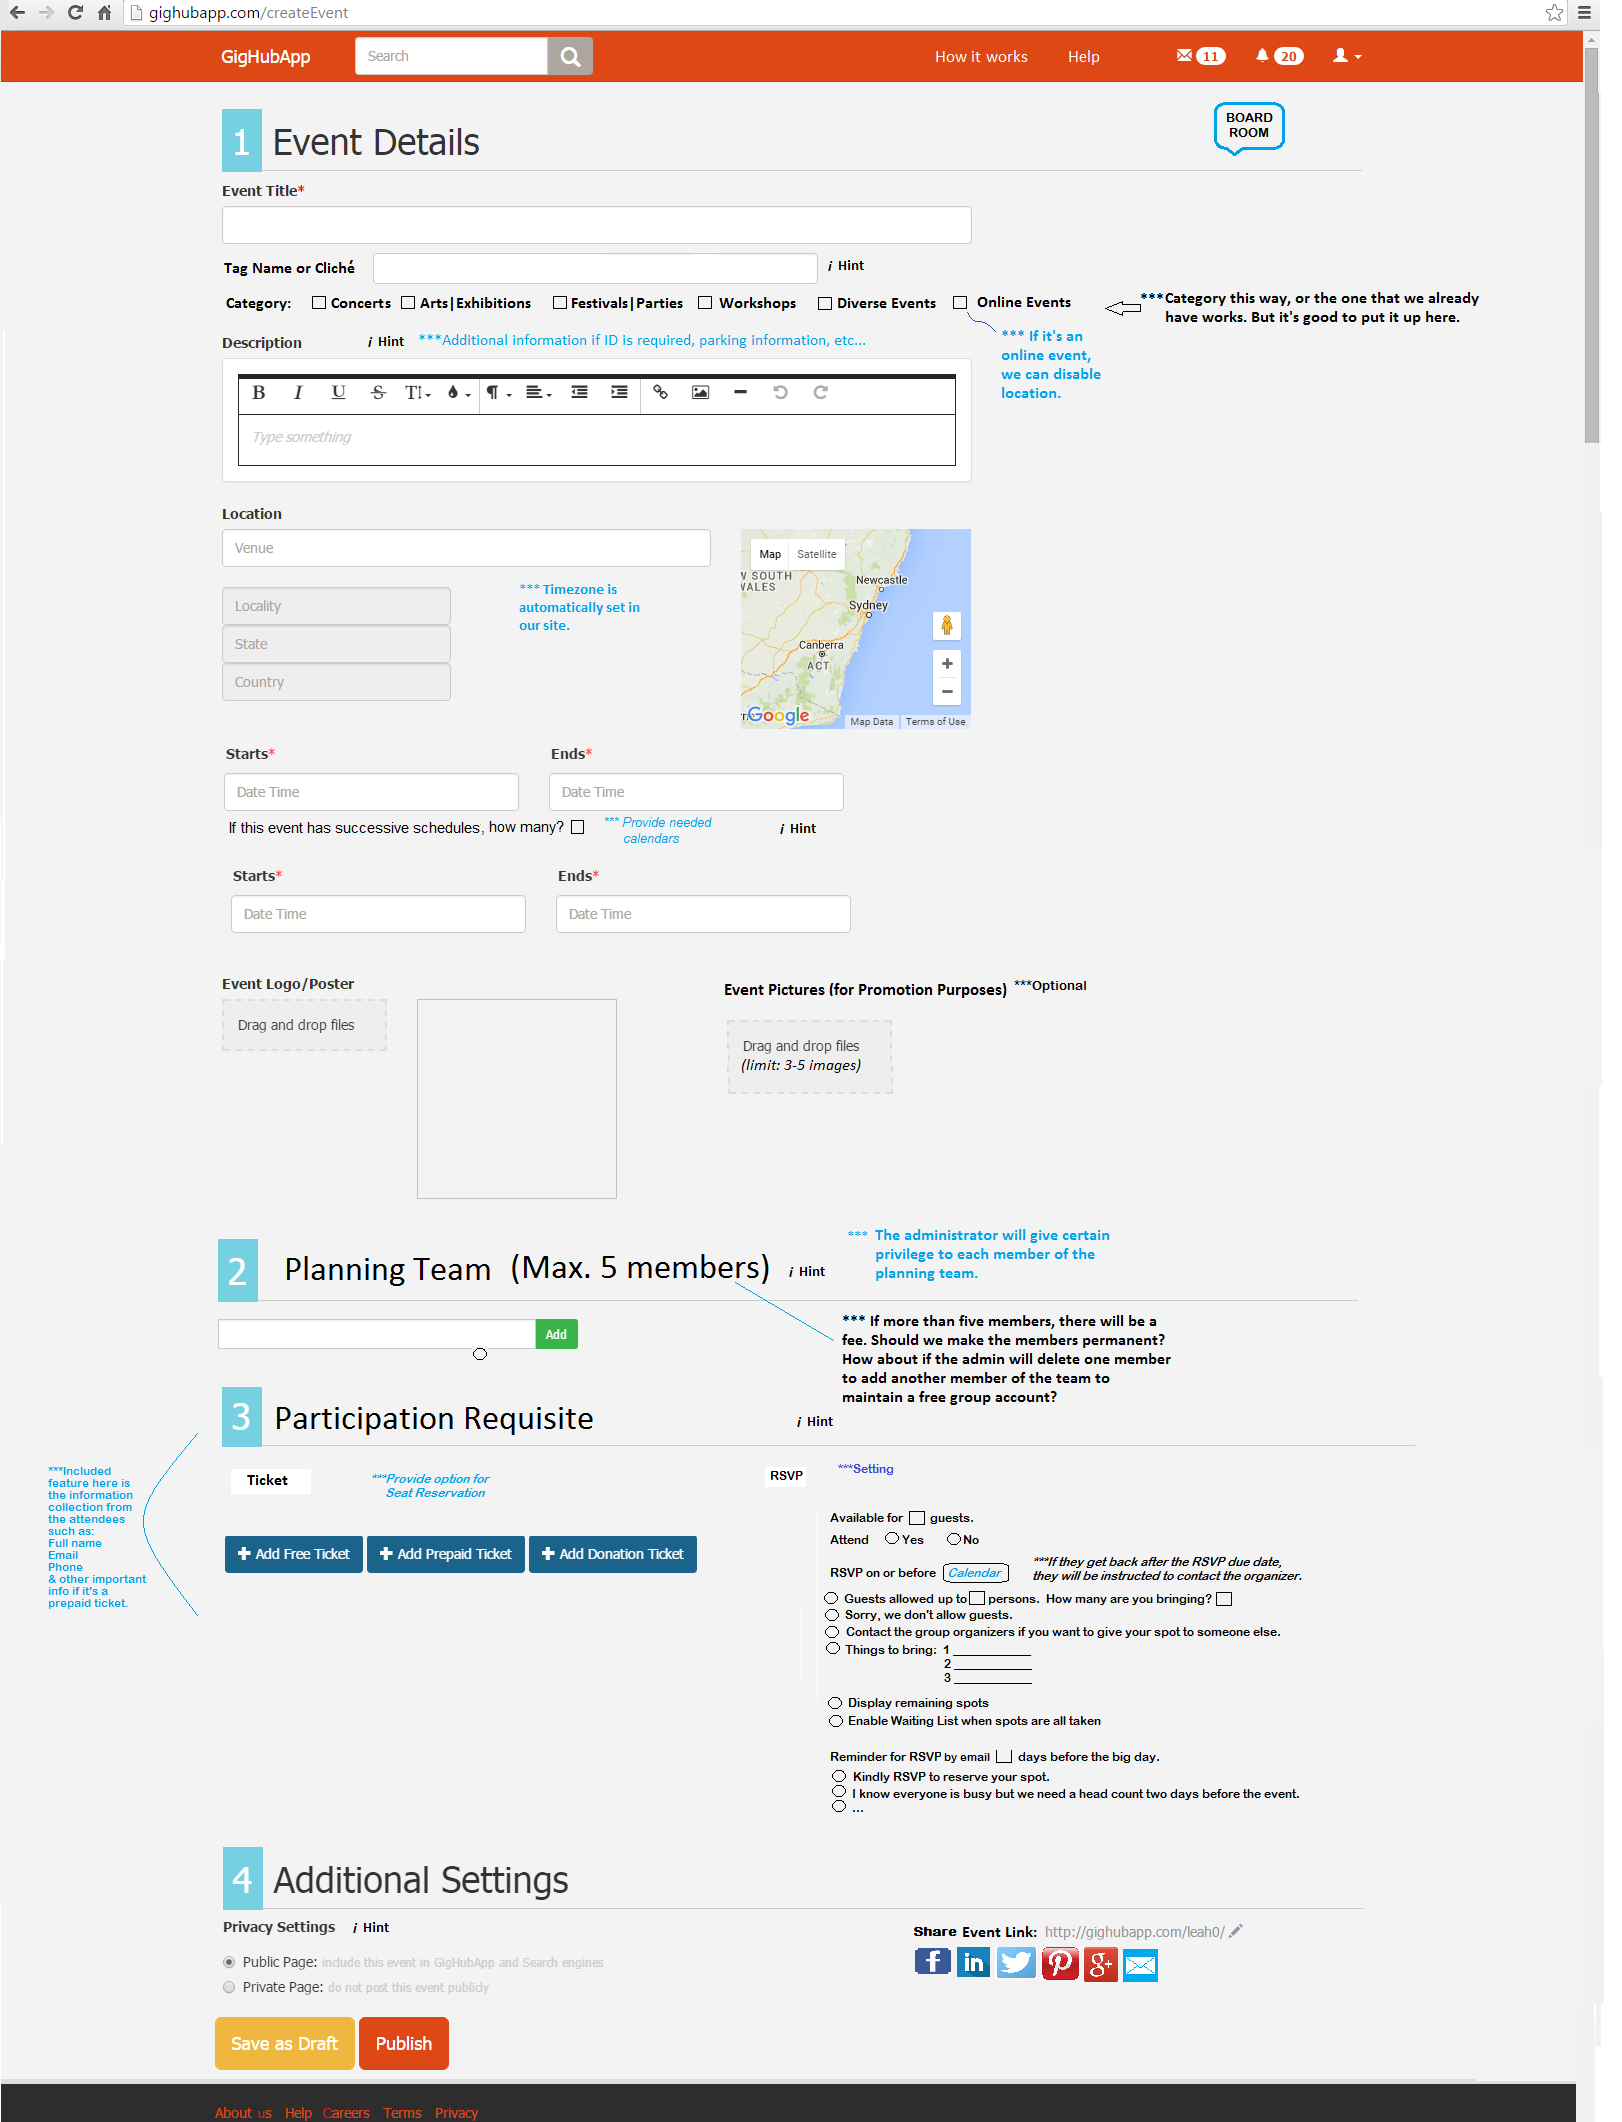 gighubapp.com/createEvent
GigHubApp Search How it works Help 11 20
BOARD
ROOM
1 Event Details
Event Title*
Tag Name or Cliché i Hint
Category: Concerts Arts|Exhibitions Festivals|Parties Workshops Diverse Events Online Events
***Category this way, or the one that we already
have works. But it's good to put it up here.
*** If it's an
online event,
we can disable
location.
Description i Hint ***Additional information if ID is required, parking information, etc...
B I U S T
Type something
Location
Venue
Locality
State
Country
*** Timezone is
automatically set in
our site.
Map Satellite
W SOUTH
WALES
Newcastle
Sydney
Canberra
ACT
Google
Map Data Terms of Use
Starts* Ends*
Date Time Date Time
If this event has successive schedules, how many? *** Provide needed
calendars
i Hint
Starts* Ends*
Date Time Date Time
Event Logo/Poster
Drag and drop files
Event Pictures (for Promotion Purposes) ***Optional
Drag and drop files
(limit: 3-5 images)
2 Planning Team (Max. 5 members) i Hint
*** The administrator will give certain
privilege to each member of the
planning team.
Add
*** If more than five members, there will be a
fee. Should we make the members permanent?
How about if the admin will delete one member
to add another member of the team to
maintain a free group account?
3 Participation Requisite i Hint
***Included
feature here is
the information
collection from
the attendees
such as:
Full name
Email
Phone
& other important
info if it's a
prepaid ticket.
Ticket
***Provide option for
Seat Reservation
+ Add Free Ticket + Add Prepaid Ticket + Add Donation Ticket
RSVP ***Setting
Available for guests.
Attend Yes No
RSVP on or before Calendar
***If they get back after the RSVP due date,
they will be instructed to contact the organizer.
Guests allowed up to persons. How many are you bringing?
Sorry, we don't allow guests.
Contact the group organizers if you want to give your spot to someone else.
Things to bring: 1
2
3
Display remaining spots
Enable Waiting List when spots are all taken
Reminder for RSVP by email days before the big day.
Kindly RSVP to reserve your spot.
I know everyone is busy but we need a head count two days before the event.
...
4 Additional Settings
Privacy Settings i Hint
Public Page: include this event in GigHubApp and Search engines
Private Page: do not post this event publicly
Share Event Link: http://gighubapp.com/leah0/
f in g+
Save as Draft Publish
About us Help Careers Terms Privacy